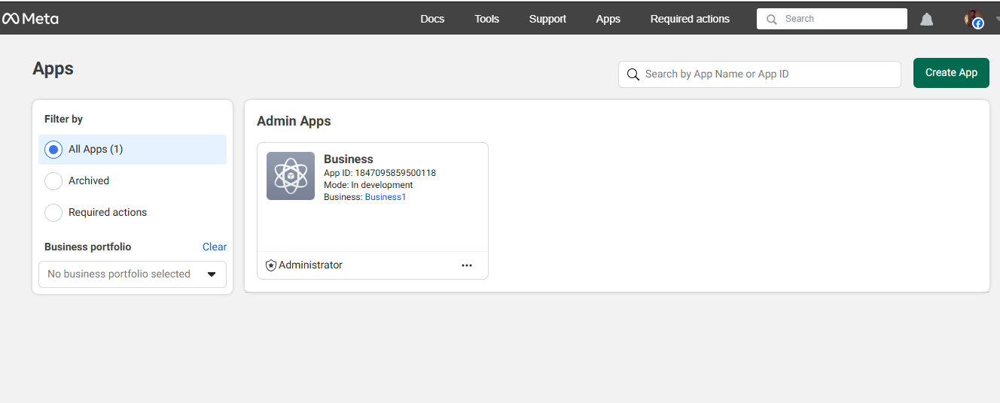 Meta
Docs
Tools
Support
Apps
Required actions
Search
Apps
Search by App Name or App ID
Create App
Filter by
All Apps (1)
Archived
Required actions
Business portfolio
Clear
No business portfolio selected
Admin Apps
Business
App ID: 1847095859500118
Mode: In development
Business: Business1
Administrator